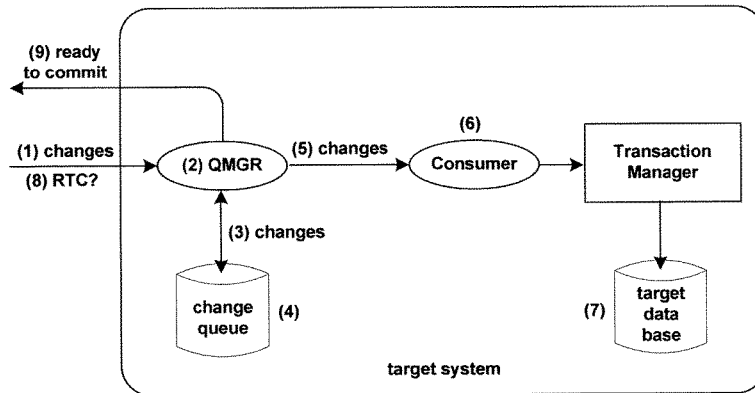 (9) ready
to commit
(1) changes
(8) RTC?
(2) QMGR
(5) changes
(6)
Consumer
Transaction
Manager
(3) changes
change
queue
(4)
(7)
target
data
base
target system